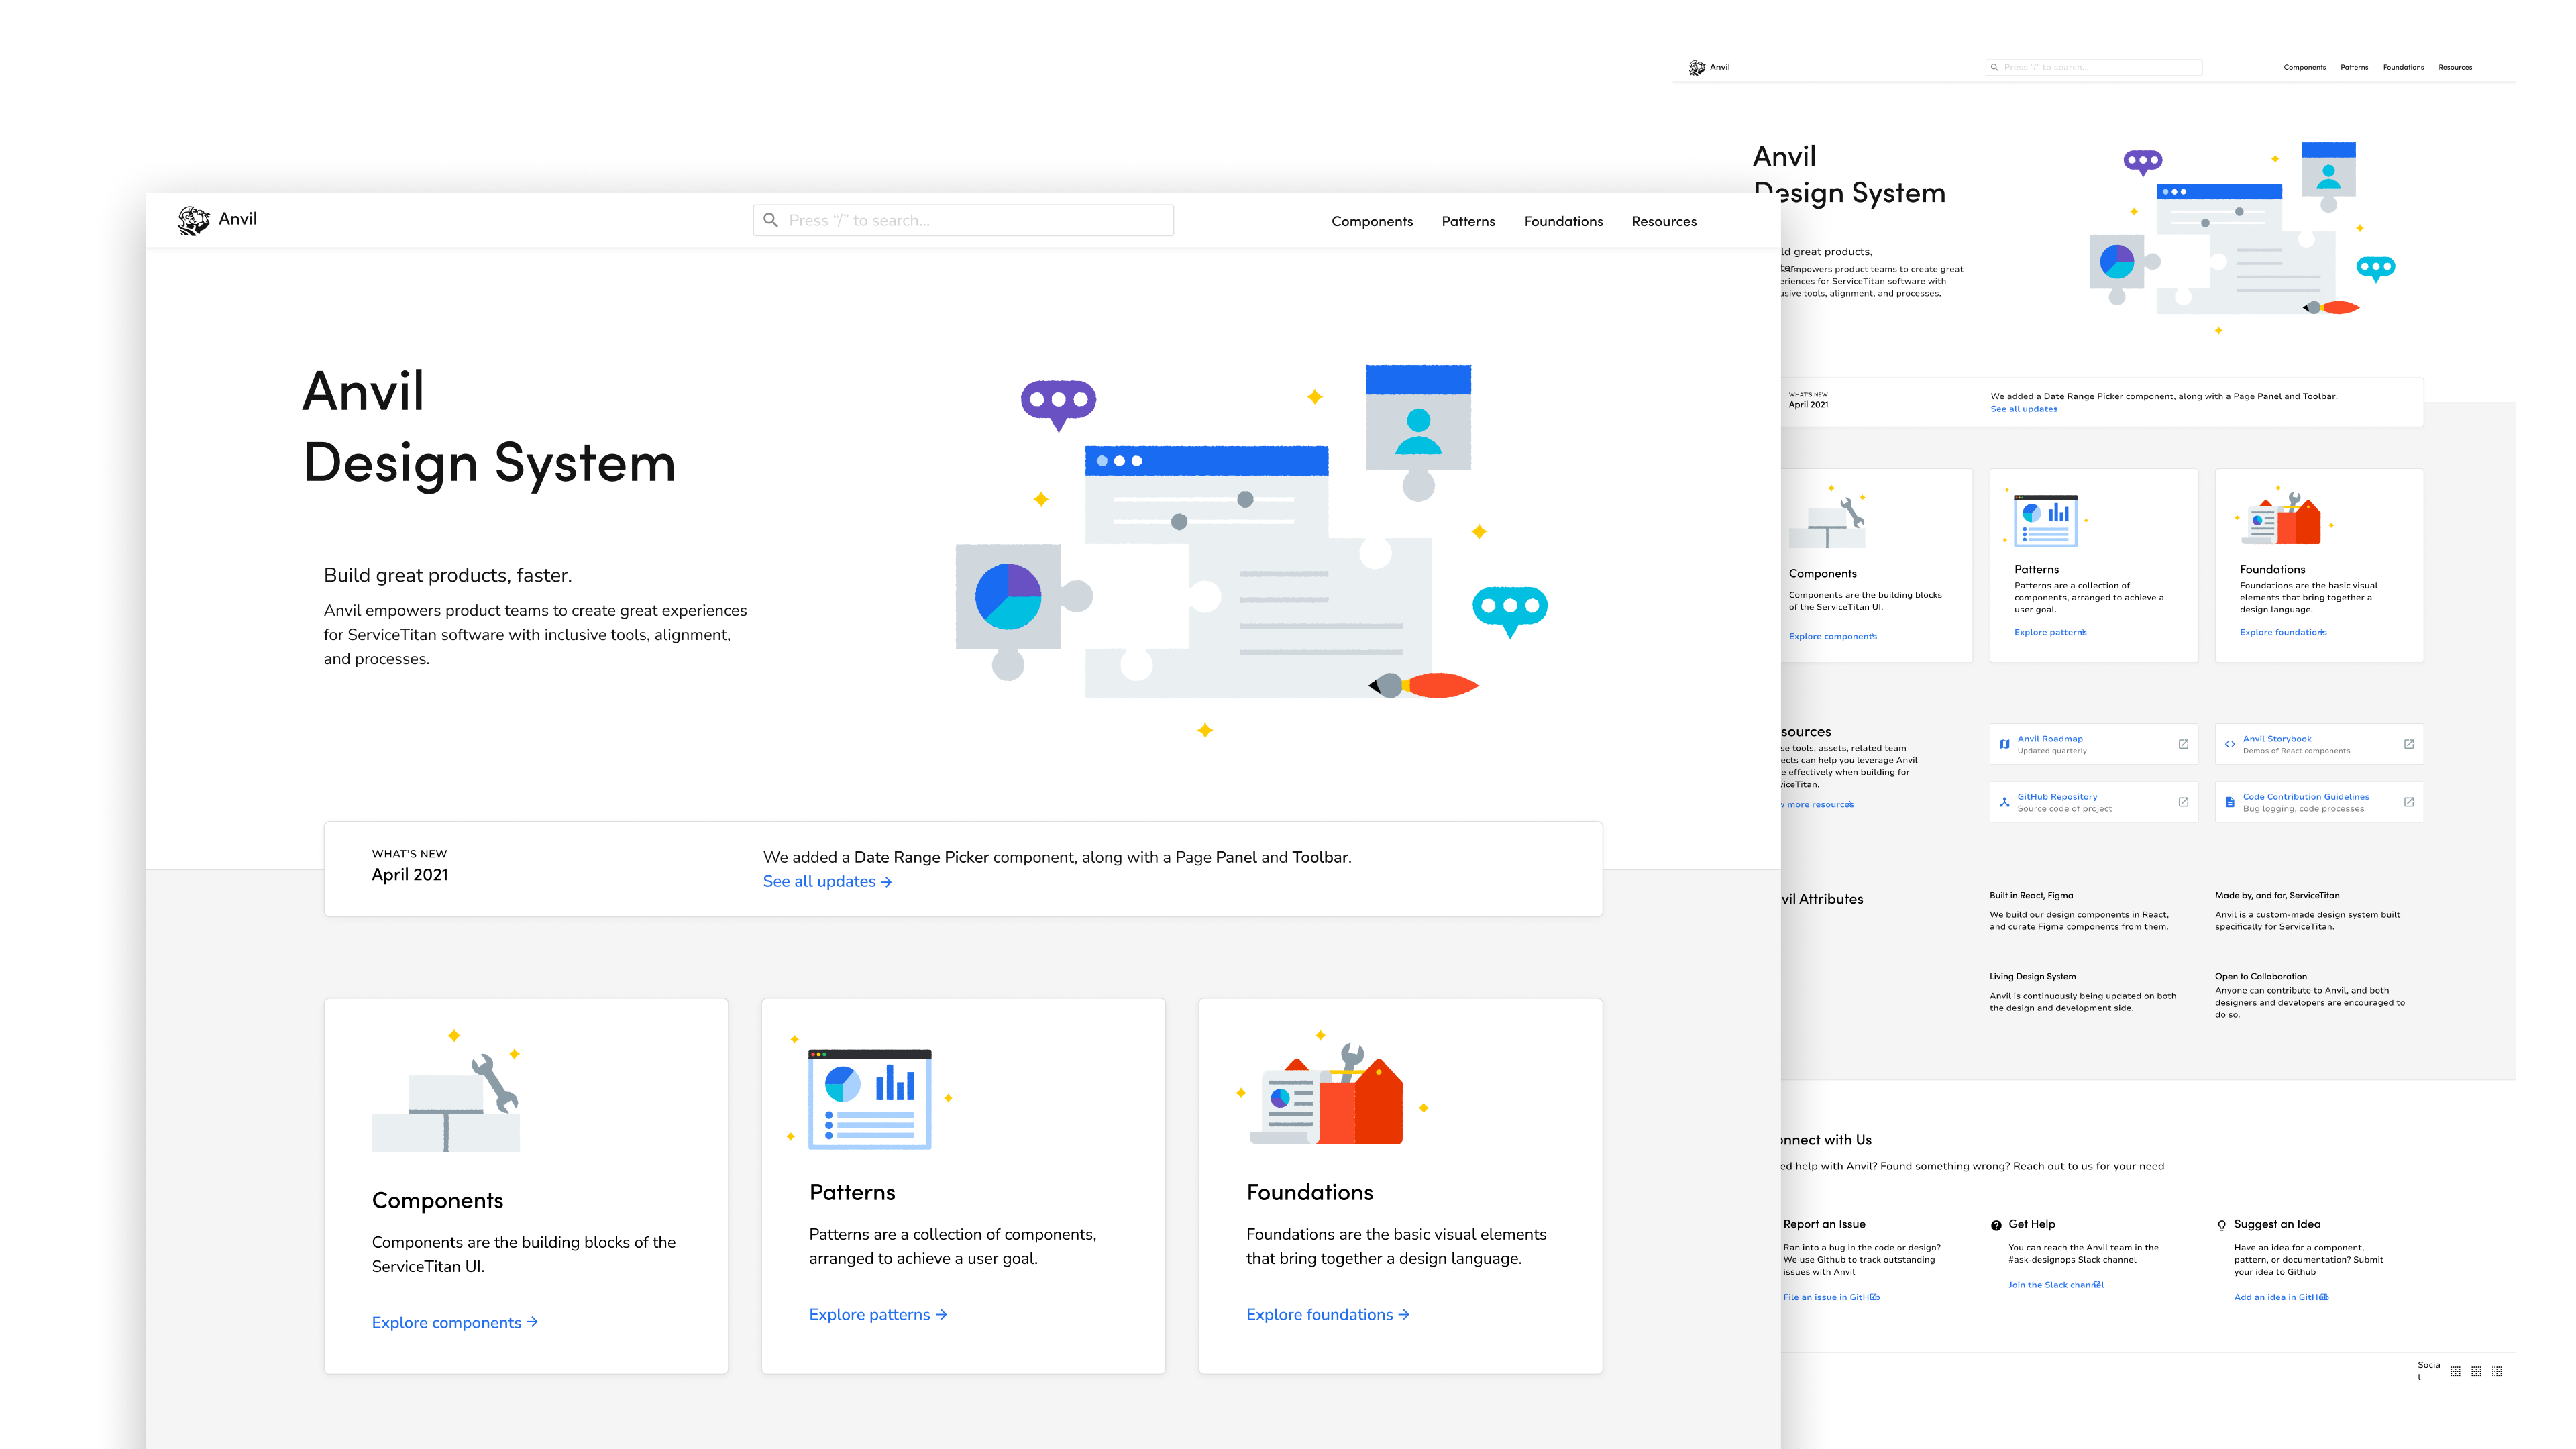 Anvil
Press “/” to search...
Components
Patterns
Foundations
Resources
Anvil
Design System
Build great products, faster.
Anvil empowers product teams to create great experiences
for ServiceTitan software with inclusive tools, alignment,
and processes.
WHAT'S NEW
April 2021
We added a Date Range Picker component, along with a Page Panel and Toolbar.
See all updates →
Components
Components are the building blocks of the
ServiceTitan UI.
Explore components →
Patterns
Patterns are a collection of components,
arranged to achieve a user goal.
Explore patterns →
Foundations
Foundations are the basic visual elements
that bring together a design language.
Explore foundations →
Anvil
Press “/” to search...
Components
Patterns
Foundations
Resources
Anvil
Design System
great products,
empowers product teams to create great
for ServiceTitan software with
tools, alignment, and processes.
WHAT'S NEW
April 2021
We added a Date Range Picker component, along with a Page Panel and Toolbar.
See all updates
Components
Components are the building blocks
of the ServiceTitan UI.
Explore components
Patterns
Patterns are a collection of
components, arranged to achieve a
user goal.
Explore patterns
Foundations
Foundations are the basic visual
elements that bring together a
design language.
Explore foundations
sources
se tools, assets, related team
ects can help you leverage Anvil
e effectively when building for
viceTitan.
more resources
Anvil Roadmap
Updated quarterly
Anvil Storybook
Demos of React components
GitHub Repository
Source code of project
Code Contribution Guidelines
Bug logging, code processes
vil Attributes
Built in React, Figma
We build our design components in React,
and curate Figma components from them.
Made by, and for, ServiceTitan
Anvil is a custom-made design system built
specifically for ServiceTitan.
Living Design System
Anvil is continuously being updated on both
the design and development side.
Open to Collaboration
Anyone can contribute to Anvil, and both
designers and developers are encouraged to
do so.
onnect with Us
ed help with Anvil? Found something wrong? Reach out to us for your need
Report an Issue
Ran into a bug in the code or design?
We use Github to track outstanding
issues with Anvil
File an issue in GitHub
Get Help
You can reach the Anvil team in the
#ask-designops Slack channel
Join the Slack channel
Suggest an Idea
Have an idea for a component,
pattern, or documentation? Submit
your idea to Github
Add an idea in GitHub
Socia
l